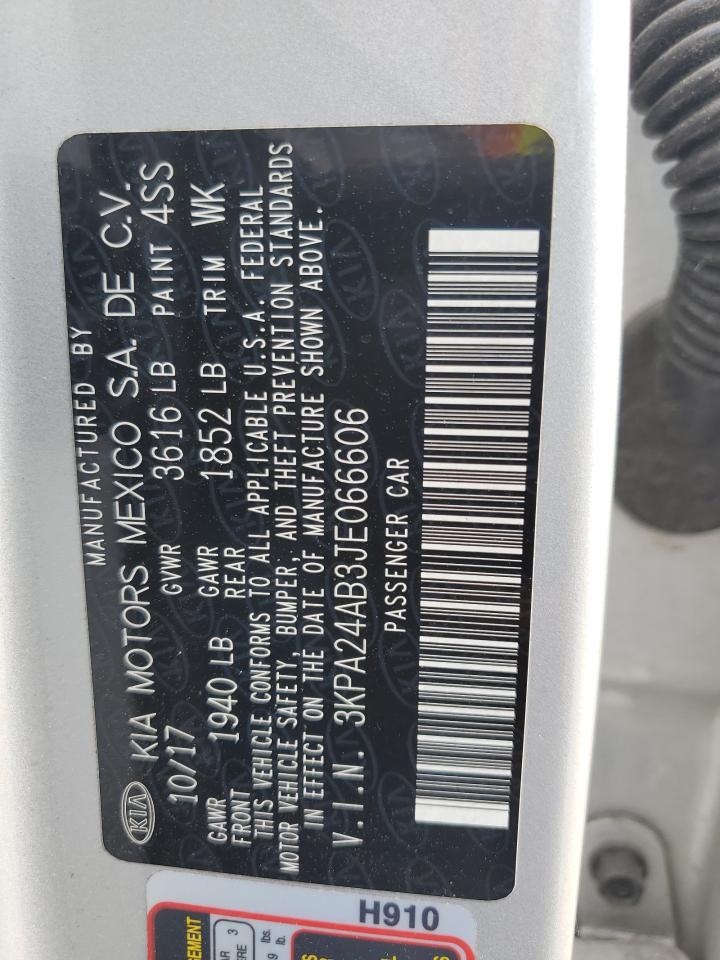 MANUFACTURED BY
KIA KIA MOTORS MEXICO S.A. DE C.V.
10/17 GVWR 3616 LB PAINT 4SS
GAWR FRONT 1940 LB GAWR REAR 1852 LB TRIM WK
THIS VEHICLE CONFORMS TO ALL APPLICABLE U.S.A. FEDERAL
MOTOR VEHICLE SAFETY, BUMPER, AND THEFT PREVENTION STANDARDS
IN EFFECT ON THE DATE OF MANUFACTURE SHOWN ABOVE.
V.I.N. 3KPA24AB3JE066606
PASSENGER CAR
H910